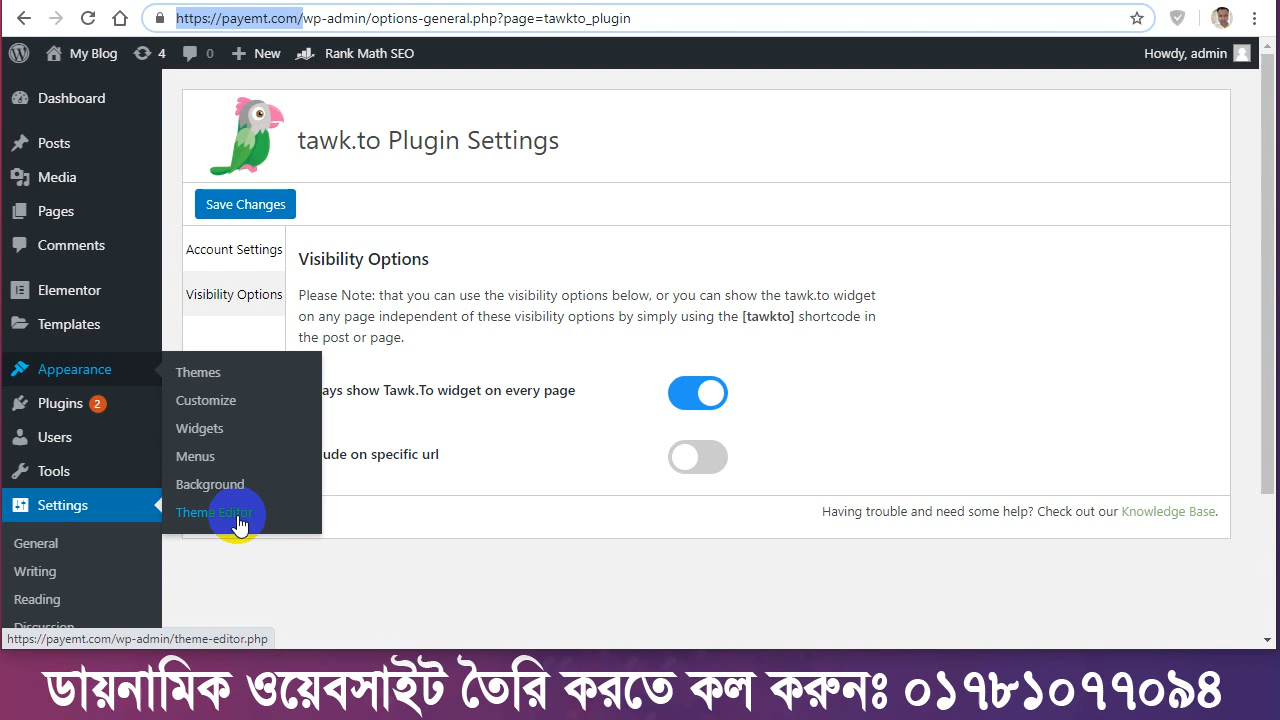 https://payemt.com/wp-admin/options-general.php?page=tawkto_plugin
My Blog 4 0 New Rank Math SEO Howdy, admin
Dashboard
Posts
Media
Pages
Comments
Elementor
Templates
Appearance
Plugins 2
Users
Tools
Settings
General
Writing
Reading
Discussion
Themes
Customize
Widgets
Menus
Background
Theme Editor
tawk.to Plugin Settings
Save Changes
Account Settings
Visibility Options
Visibility Options
Please Note: that you can use the visibility options below, or you can show the tawk.to widget
on any page independent of these visibility options by simply using the [tawkto] shortcode in
the post or page.
ays show Tawk.To widget on every page
ude on specific url
Having trouble and need some help? Check out our Knowledge Base.
https://payemt.com/wp-admin/theme-editor.php
ডায়নামিক ওয়েবসাইট তৈরি করতে কল করুনঃ ০১৭৮১০৭৭০৯৪